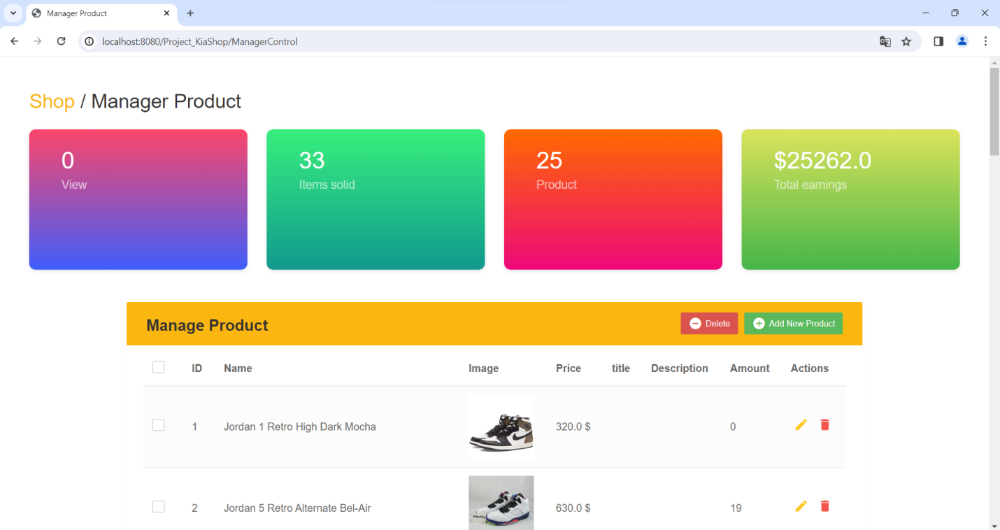 Manager Product
localhost:8080/Project_KiaShop/ManagerControl
Shop / Manager Product
0
View
33
Items solid
25
Product
$25262.0
Total earnings
Manage Product
Delete
Add New Product
ID Name Image Price title Description Amount Actions
1 Jordan 1 Retro High Dark Mocha 320.0 $ 0
2 Jordan 5 Retro Alternate Bel-Air 630.0 $ 19